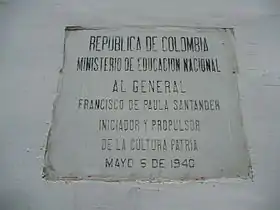 REPUBLICA DE COLOMBIA
MINISTERIO DE EDUCACION NACIONAL
AL GENERAL
FRANCISCO DE PAULA SANTANDER
INICIADOR Y PROPULSOR
DE LA CULTURA PATRIA
MAYO 5 DE 1940